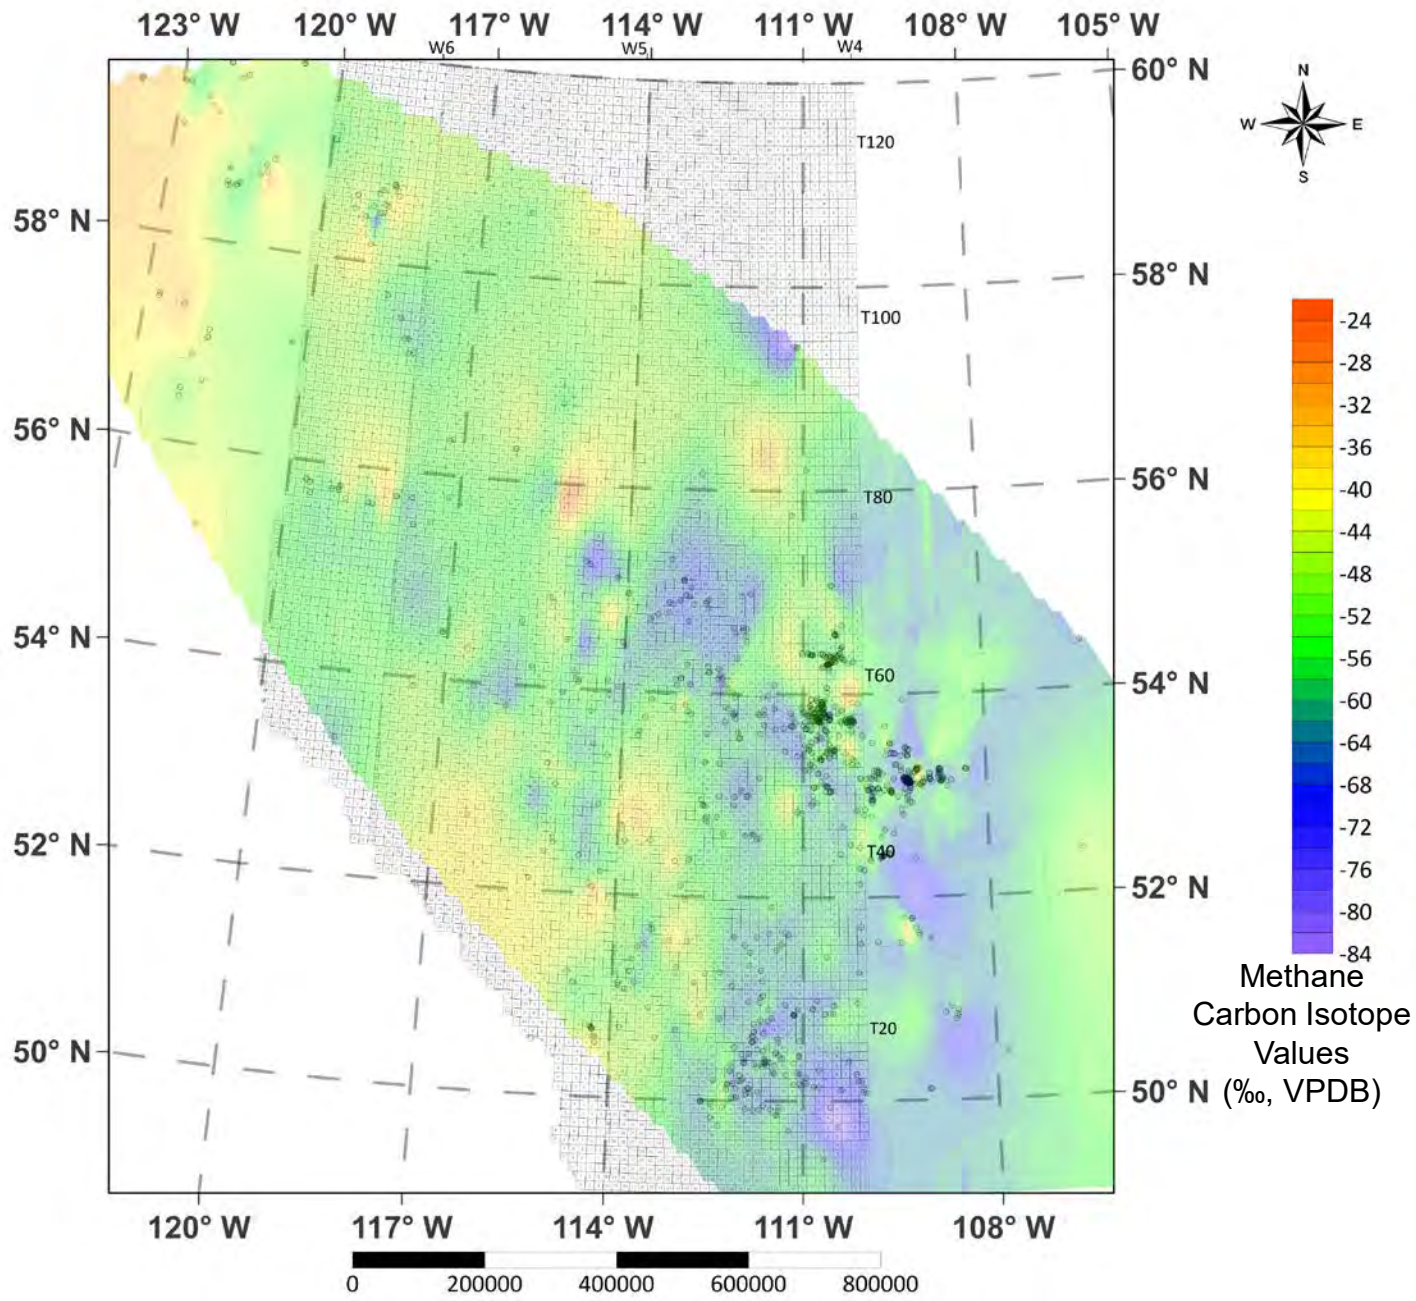 123° W 120° W 117° W 114° W 111° W 108° W 105° W
W6 W5 W4
60° N
N
W E
S
T120
58° N
58° N
T100
-24
-28
56° N
-32
-36
56° N
T80
-40
-44
-48
-52
54° N
-56
T60
54° N
-60
-64
-68
-72
52° N
T40
52° N
-76
-80
-84
Methane
Carbon Isotope
Values
(‰, VPDB)
T20
50° N
50° N
120° W 117° W 114° W 111° W 108° W
0 200000 400000 600000 800000